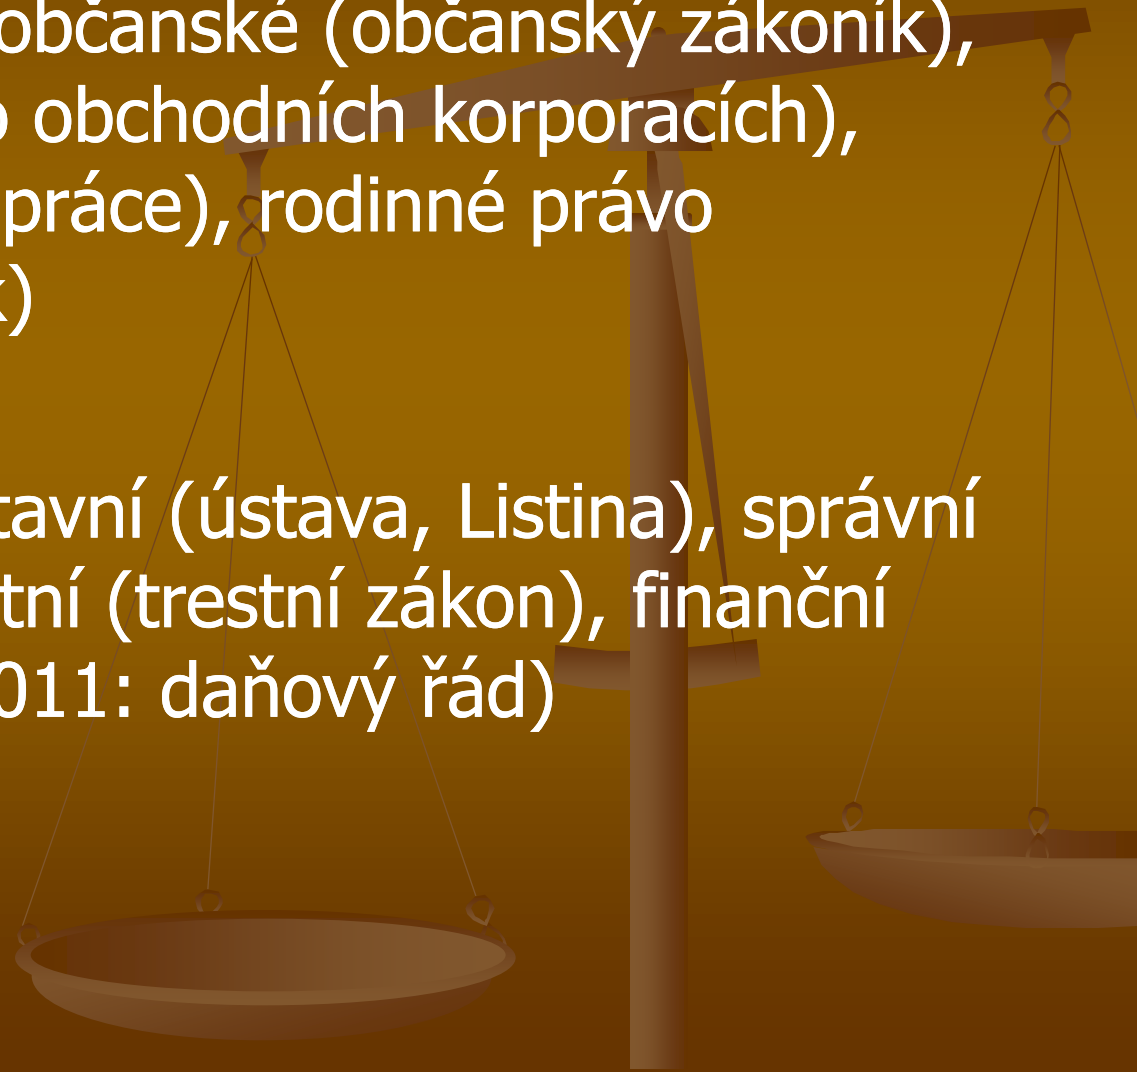 občanské (občanský zákoník),
o obchodních korporacích),
práce), rodinné právo
k)
tavní (ústava, Listina), správní
tní (trestní zákon), finanční
011: daňový řád)